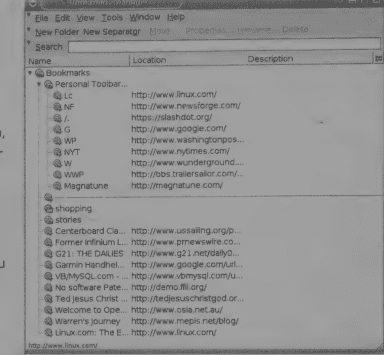 File Edit View Tools Window Help
New Folder New Separator Move Properties... Rename... Delete
Search
Name Location Description
Bookmarks
Personal Toolbar...
Lc http://www.linux.com/
NF http://www.newsforge.com/
/. https://slashdot.org/
G http://www.google.com/
WP http://www.washingtonpos...
NYT http://www.nytimes.com/
W http://www.wunderground...
WWP http://bbs.trailersailor.com/...
Magnatune http://magnatune.com/
shopping
stories
Centerboard Cla... http://www.ussailing.org/p...
Former Infinium L... http://www.prnewswire.co...
G21: THE DAILIES http://www.g21.net/daily0...
Garmin Handhel... http://www.google.com/url...
VB/MySQL.com - ... http://www.vbmysql.com/u...
No software Pate... http://demo.ffii.org/
Ted Jesus Christ ... http://tedjesuschristgod.or...
Welcome to Ope... http://www.osia.net.au/
Warren's journey http://www.mepis.net/blog/
Linux.com: The E... http://www.linux.com/
http://www.linux.com/